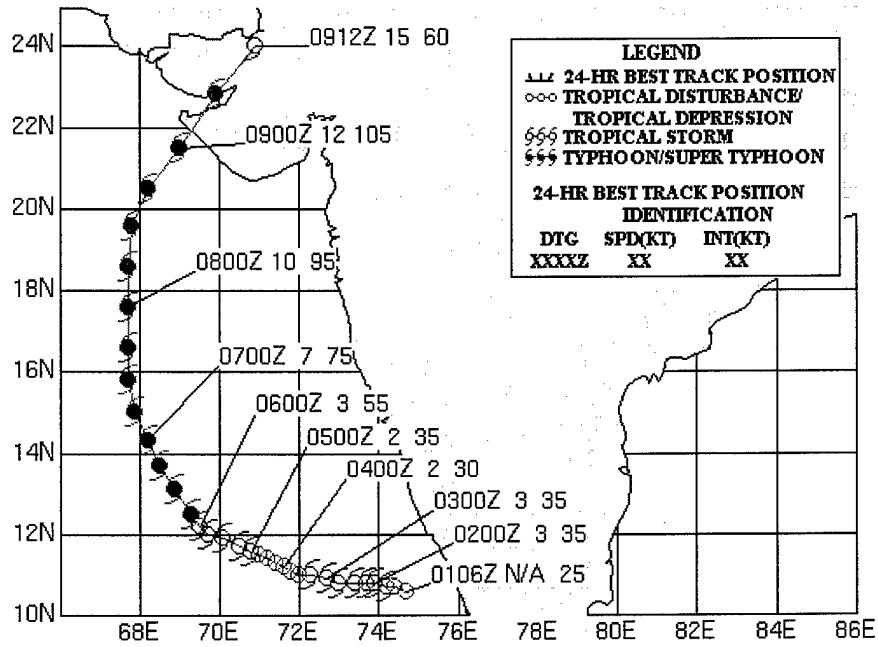 24N
22N
20N
18N
16N
14N
12N
10N
0912Z 15 60
0900Z 12 105
0800Z 10 95
0700Z 7 75
0600Z 3 55
0500Z 2 35
0400Z 2 30
0300Z 3 35
0200Z 3 35
0106Z N/A 25
LEGEND
24-HR BEST TRACK POSITION
TROPICAL DISTURBANCE/
TROPICAL DEPRESSION
TROPICAL STORM
TYPHOON/SUPER TYPHOON
24-HR BEST TRACK POSITION
IDENTIFICATION
DTG SPD(KT) INT(KT)
XXXXZ XX XX
68E 70E 72E 74E 76E 78E 80E 82E 84E 86E